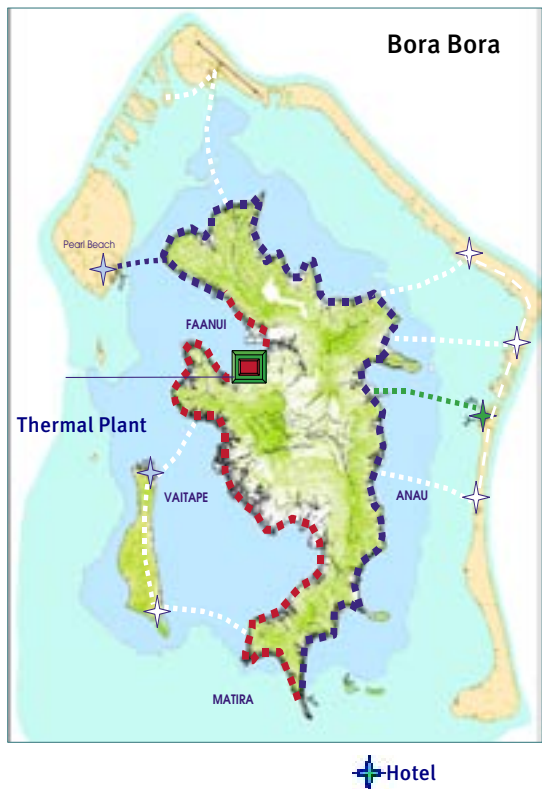 Bora Bora
Pearl Beach
FAANUI
Thermal Plant
VAITAPE
ANAU
MATIRA
Hotel